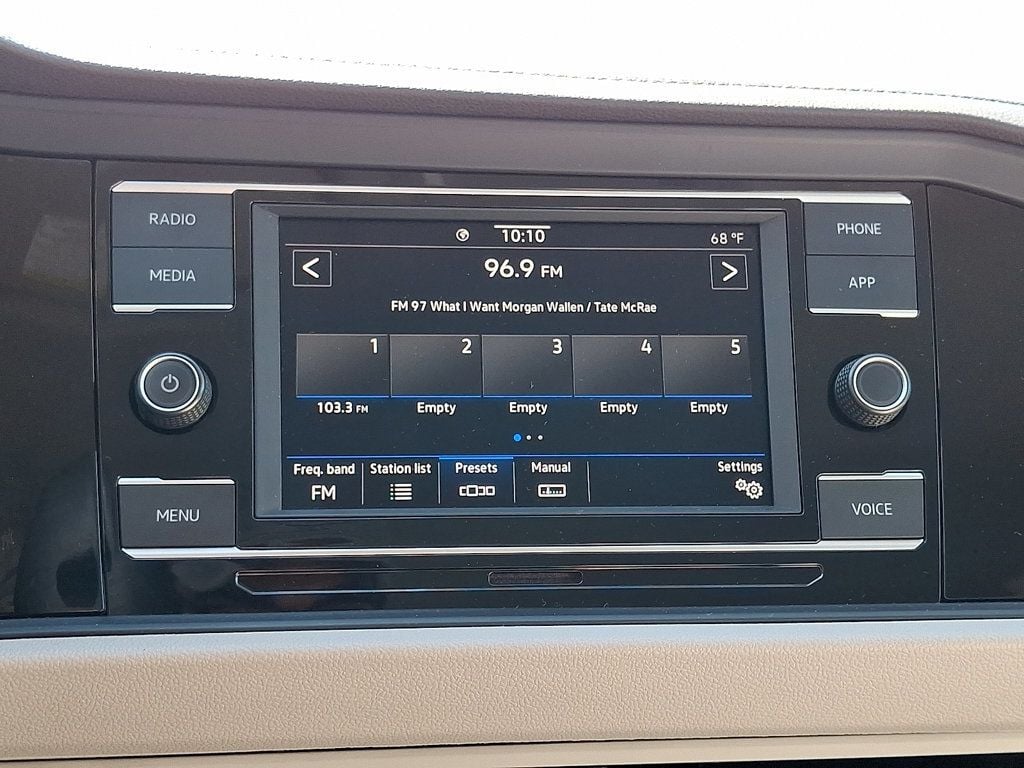 RADIO
MEDIA
MENU
10:10
68 °F
<
96.9 FM
>
FM 97 What I Want Morgan Wallen / Tate McRae
1 2 3 4 5
103.3 FM Empty Empty Empty Empty
Freq. band Station list Presets Manual Settings
FM
PHONE
APP
VOICE